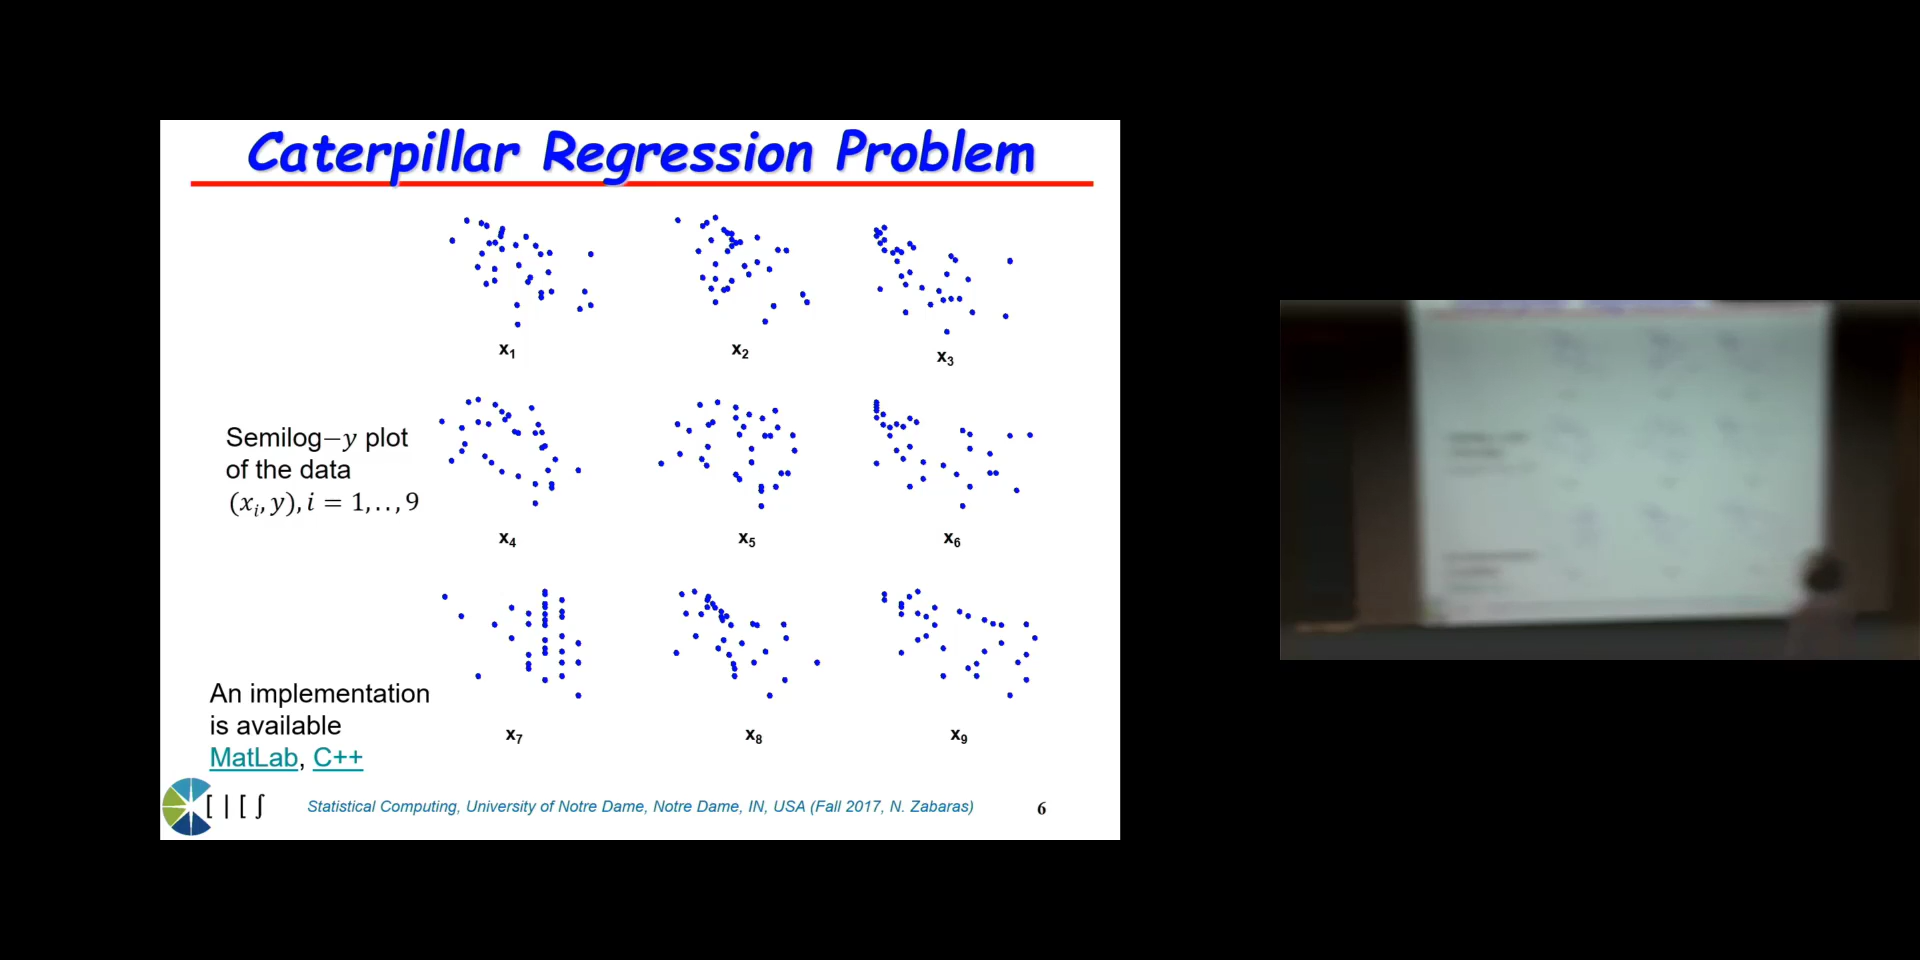 Caterpillar Regression Problem
x₁
x₂
x₃
Semilog−y plot
of the data
(xᵢ, y), i = 1,..,9
x₄
x₅
x₆
An implementation
is available
MatLab, C++
x₇
x₈
x₉
Statistical Computing, University of Notre Dame, Notre Dame, IN, USA (Fall 2017, N. Zabaras)
6